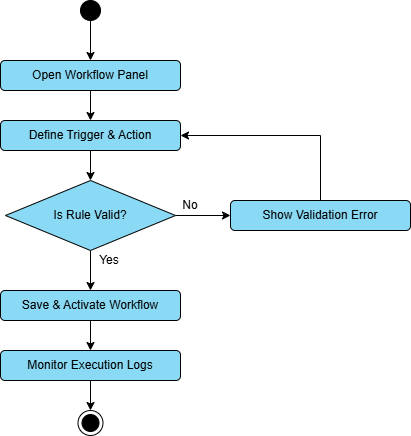 Open Workflow Panel
Define Trigger & Action
Is Rule Valid?
No
Show Validation Error
Yes
Save & Activate Workflow
Monitor Execution Logs